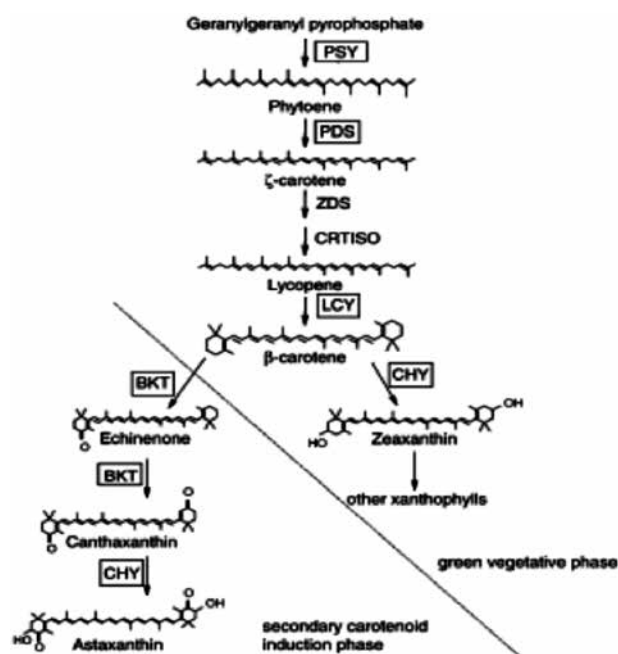 Geranylgeranyl pyrophosphate
PSY
Phytoene
PDS
ζ-carotene
ZDS
CRTISO
Lycopene
LCY
β-carotene
BKT
CHY
Echinenone
O
HO
OH
Zeaxanthin
BKT
other xanthophylls
O
Canthaxanthin
O
CHY
green vegetative phase
O
OH
HO
O
Astaxanthin
secondary carotenoid
induction phase